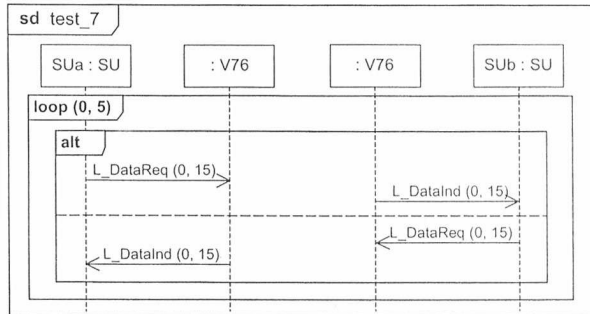 sd test_7
SUa : SU
: V76
: V76
SUb : SU
loop (0, 5)
alt
L_DataReq (0, 15)
L_DataInd (0, 15)
L_DataReq (0, 15)
L_DataInd (0, 15)